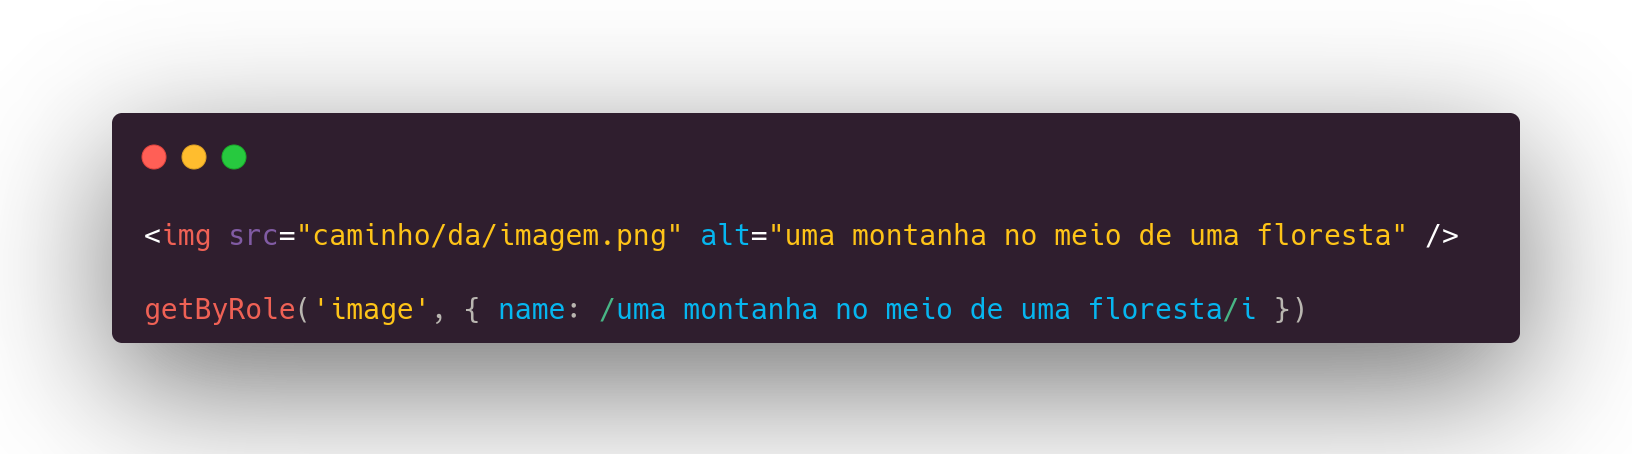 <img src="caminho/da/imagem.png" alt="uma montanha no meio de uma floresta" />
getByRole('image', { name: /uma montanha no meio de uma floresta/i })